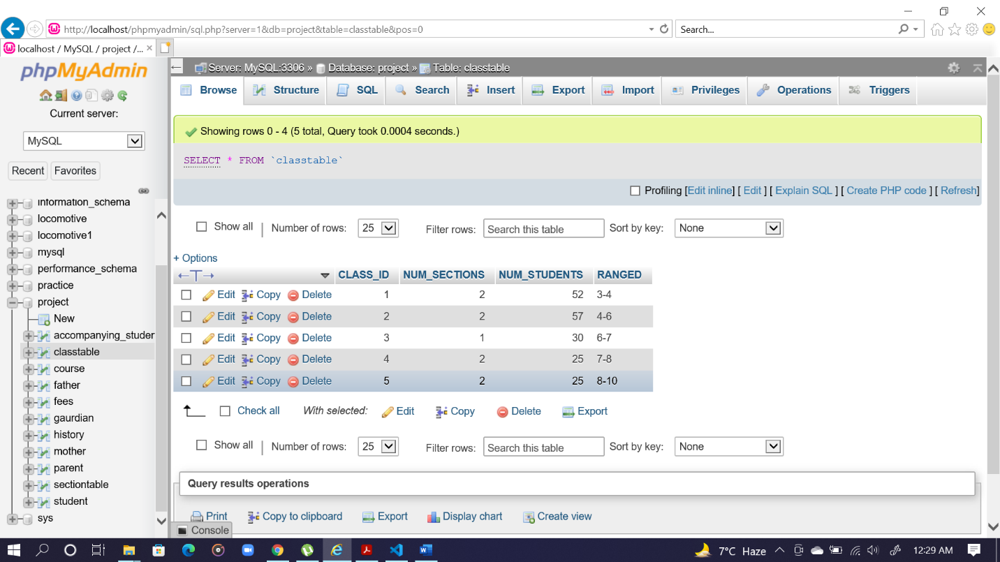 http://localhost/phpmyadmin/sql.php?server=1&db=project&table=classtable&pos=0
Search...
localhost / MySQL / project /...
phpMyAdmin
Current server:
MySQL
Recent
Favorites
information_schema
locomotive
locomotive1
mysql
performance_schema
practice
project
New
accompanying_studen
classtable
course
father
fees
gaurdian
history
mother
parent
sectiontable
student
sys
Server: MySQL:3306 » Database: project » Table: classtable
Browse Structure SQL Search Insert Export Import Privileges Operations Triggers
Showing rows 0 - 4 (5 total, Query took 0.0004 seconds.)
SELECT * FROM `classtable`
Profiling [Edit inline] [ Edit ] [ Explain SQL ] [ Create PHP code ] [ Refresh]
Show all | Number of rows: 25 Filter rows: Search this table Sort by key: None
+ Options
←T→ CLASS_ID NUM_SECTIONS NUM_STUDENTS RANGED
Edit Copy Delete 1 2 52 3-4
Edit Copy Delete 2 2 57 4-6
Edit Copy Delete 3 1 30 6-7
Edit Copy Delete 4 2 25 7-8
Edit Copy Delete 5 2 25 8-10
Check all With selected: Edit Copy Delete Export
Show all | Number of rows: 25 Filter rows: Search this table Sort by key: None
Query results operations
Print Copy to clipboard Export Display chart Create view
Console
7°C Haze
12:29 AM